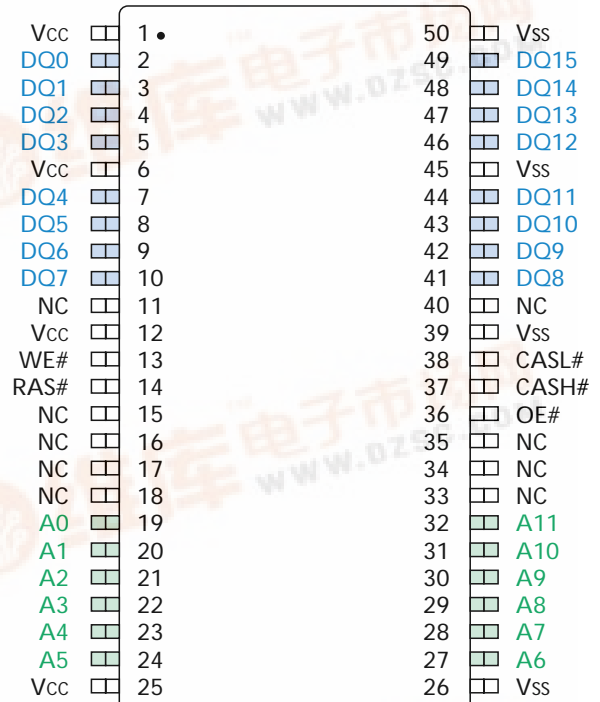 Vcc 1 50 Vss
DQ0 2 49 DQ15
DQ1 3 48 DQ14
DQ2 4 47 DQ13
DQ3 5 46 DQ12
Vcc 6 45 Vss
DQ4 7 44 DQ11
DQ5 8 43 DQ10
DQ6 9 42 DQ9
DQ7 10 41 DQ8
NC 11 40 NC
Vcc 12 39 Vss
WE# 13 38 CASL#
RAS# 14 37 CASH#
NC 15 36 OE#
NC 16 35 NC
NC 17 34 NC
NC 18 33 NC
A0 19 32 A11
A1 20 31 A10
A2 21 30 A9
A3 22 29 A8
A4 23 28 A7
A5 24 27 A6
Vcc 25 26 Vss